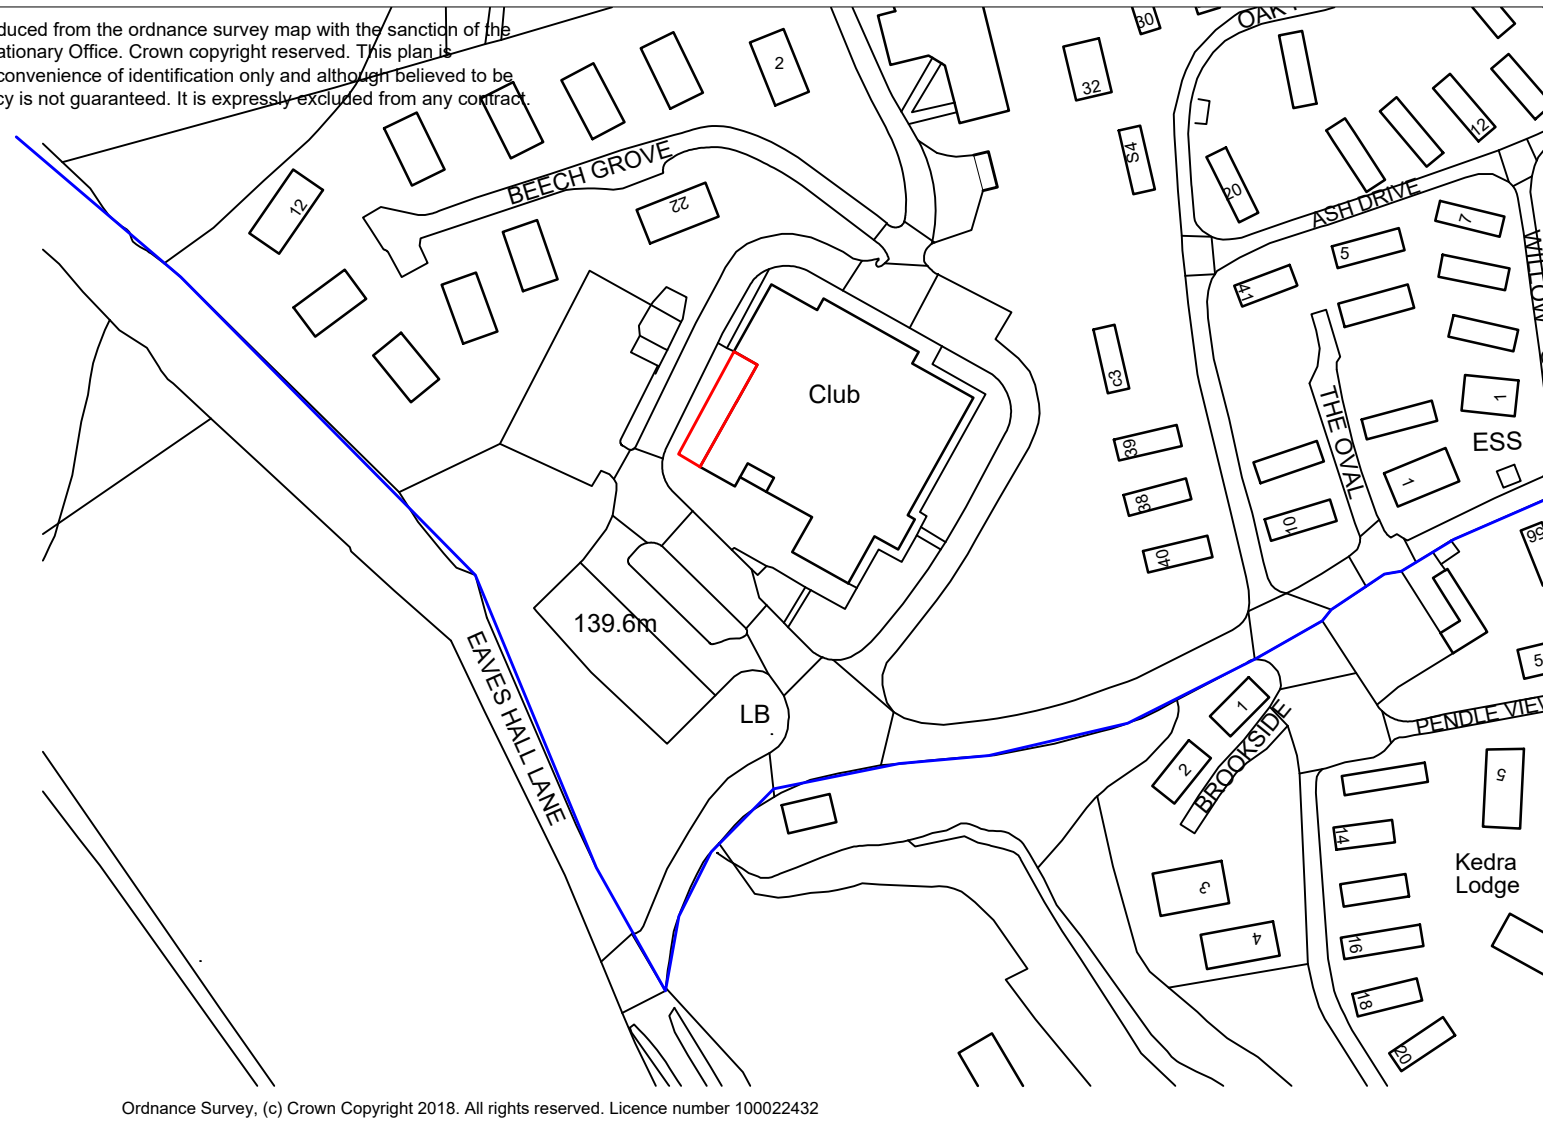 duced from the ordnance survey map with the sanction of the
ationary Office. Crown copyright reserved. This plan is
convenience of identification only and although believed to be
cy is not guaranteed. It is expressly excluded from any contract.
30
OAK
2
32
12
S4
20
BEECH GROVE
12
22
ASH DRIVE
7
5
41
WILLOW
c3
Club
THE OVAL
1
ESS
39
1
38
10
40
56
139.6m
EAVES HALL LANE
5
LB
1
BROOKSIDE
PENDLE VIEW
2
5
14
Kedra
Lodge
3
4
16
18
20
Ordnance Survey, (c) Crown Copyright 2018. All rights reserved. Licence number 100022432